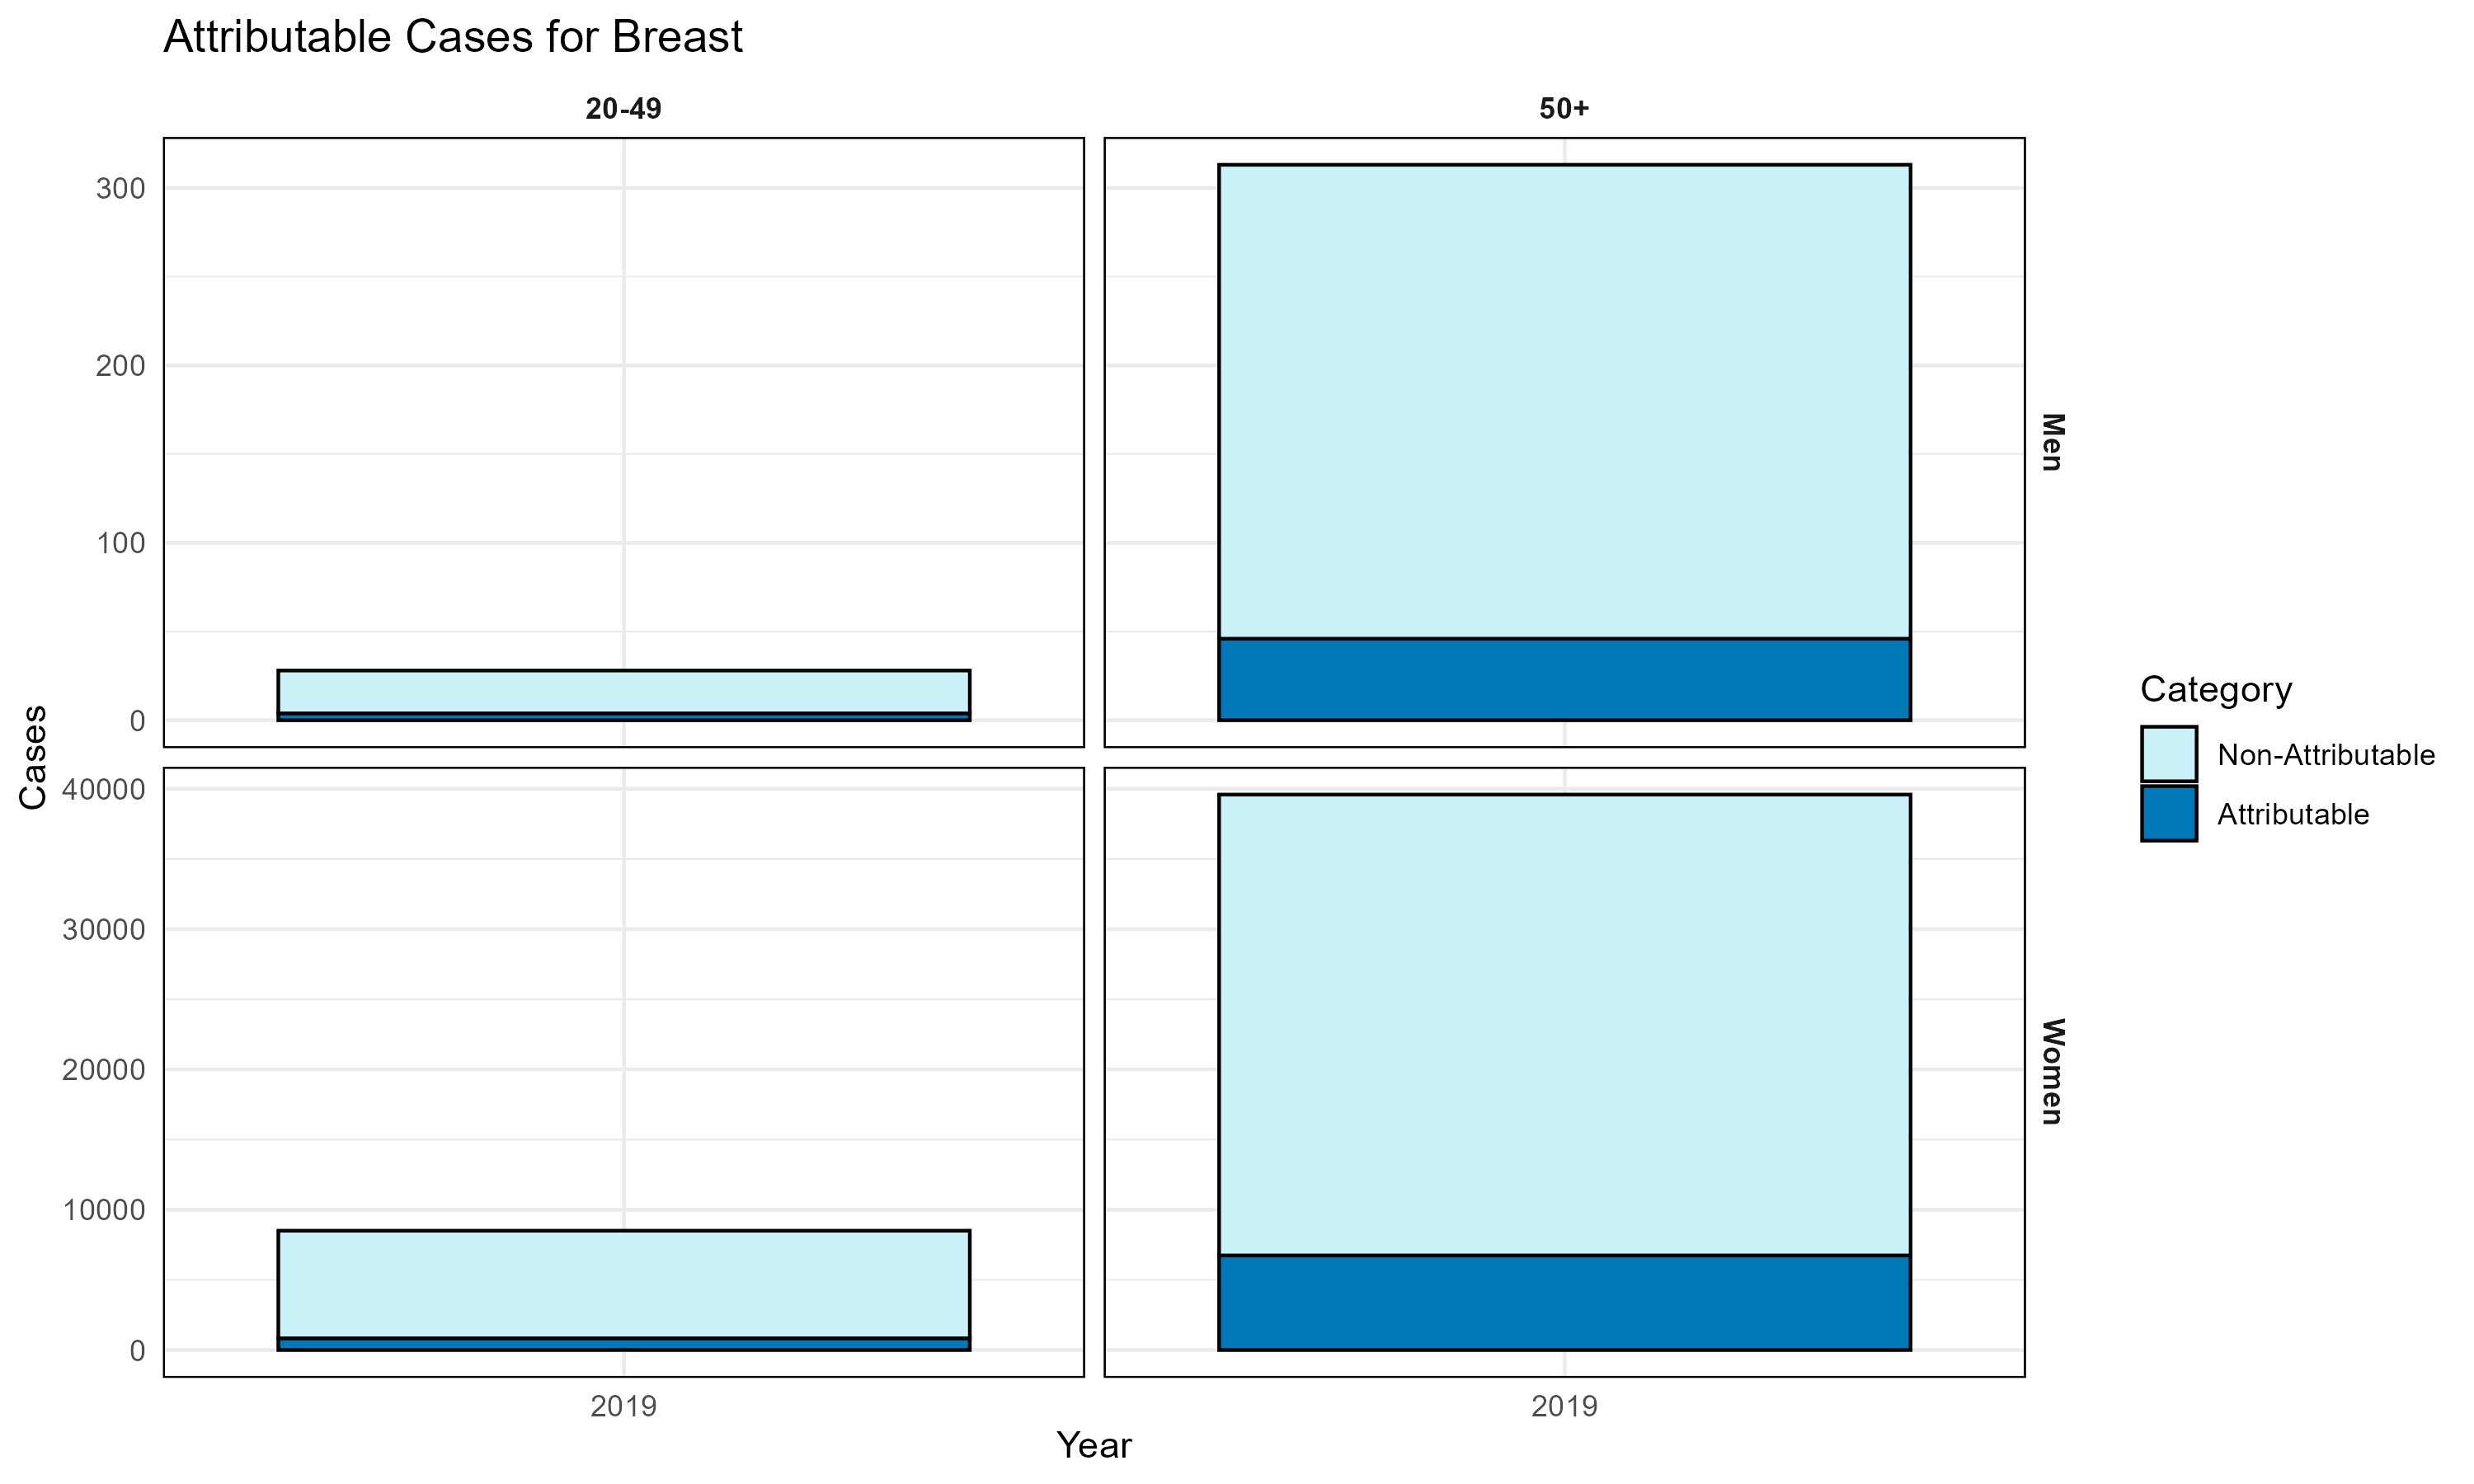 Attributable Cases for Breast
20-49
50+
300
200
100
0
Men
40000
30000
20000
10000
0
Women
Cases
2019
2019
Year
Category
Non-Attributable
Attributable